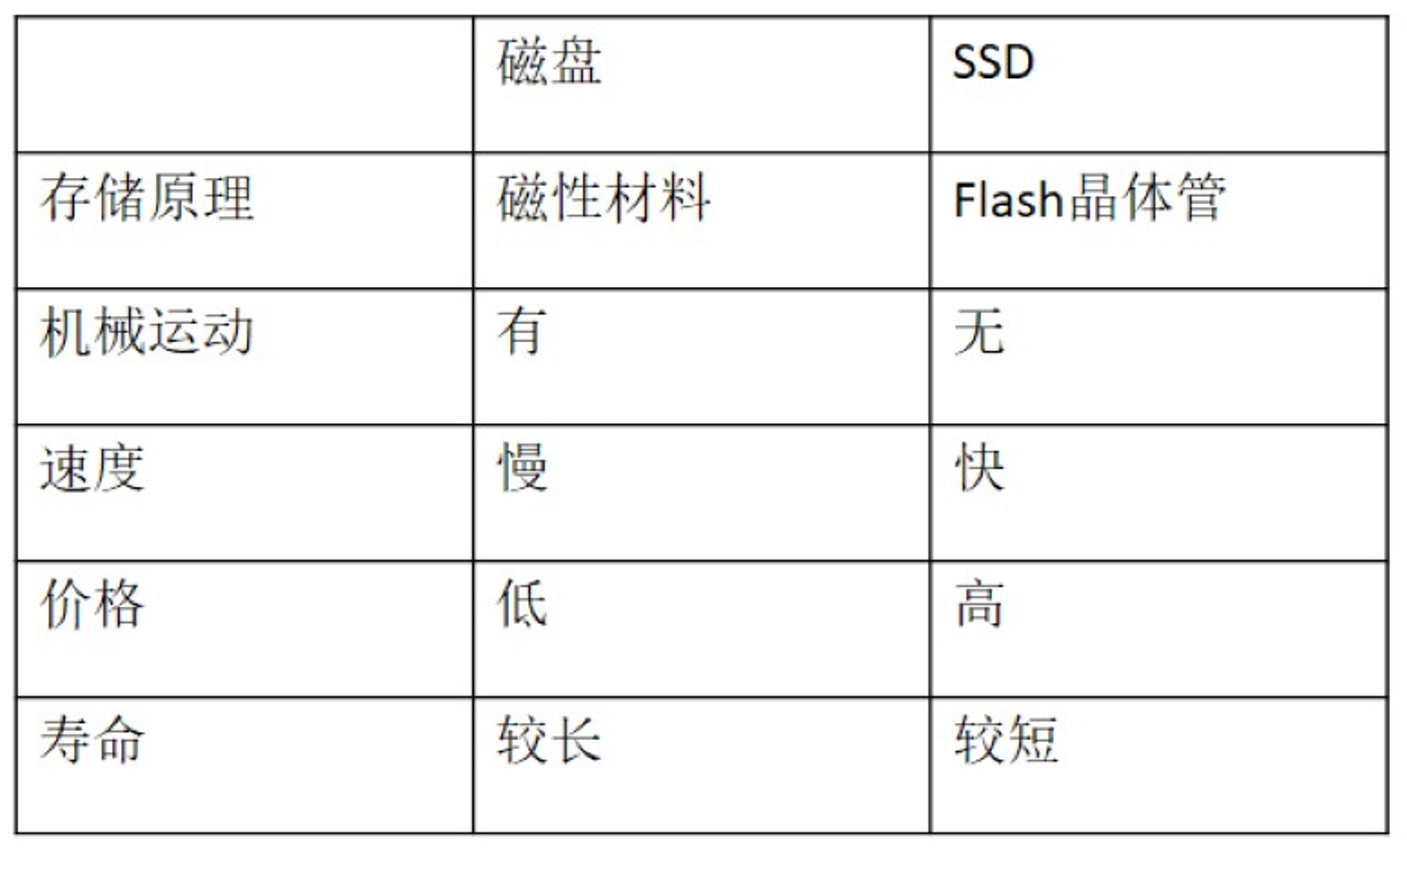 磁盘 SSD
存储原理 磁性材料 Flash晶体管
机械运动 有 无
速度 慢 快
价格 低 高
寿命 较长 较短